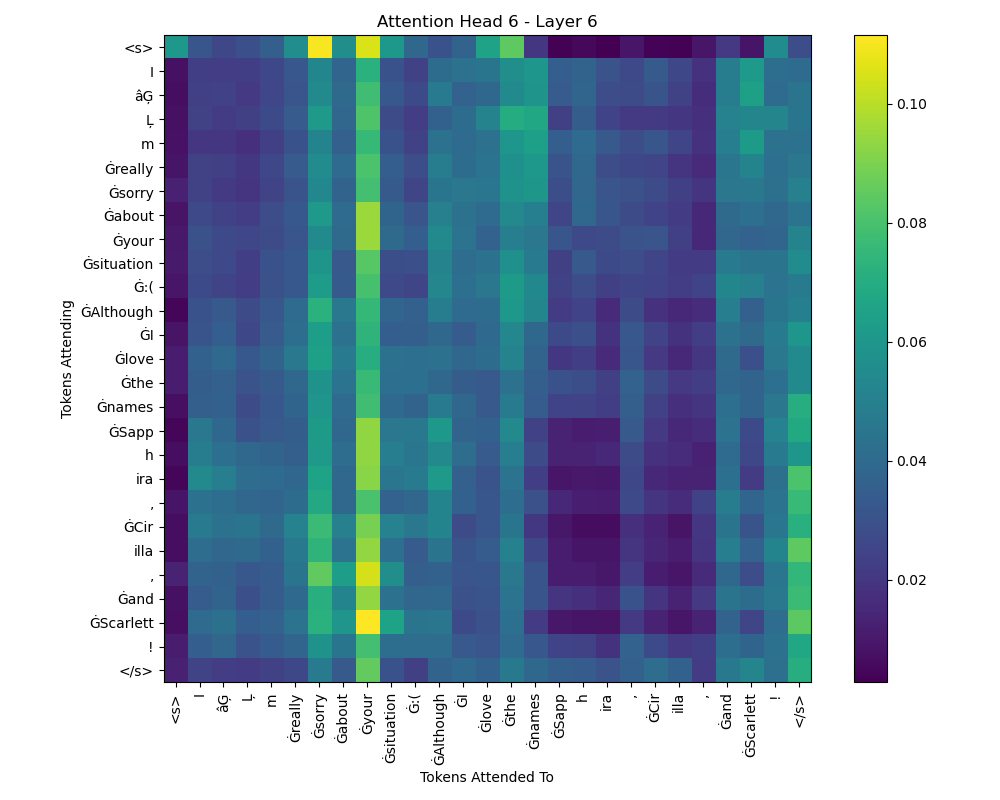 Attention Head 6 - Layer 6
Tokens Attending
<s>
I
âĢ
Ļ
m
Ġreally
Ġsorry
Ġabout
Ġyour
Ġsituation
Ġ:(
ĠAlthough
ĠI
Ġlove
Ġthe
Ġnames
ĠSapp
h
ira
,
ĠCir
illa
,
Ġand
ĠScarlett
!
</s>
<s>
I
âĢ
Ļ
m
Ġreally
Ġsorry
Ġabout
Ġyour
Ġsituation
Ġ:(
ĠAlthough
ĠI
Ġlove
Ġthe
Ġnames
ĠSapp
h
ira
,
ĠCir
illa
,
Ġand
ĠScarlett
!
</s>
Tokens Attended To
0.10
0.08
0.06
0.04
0.02